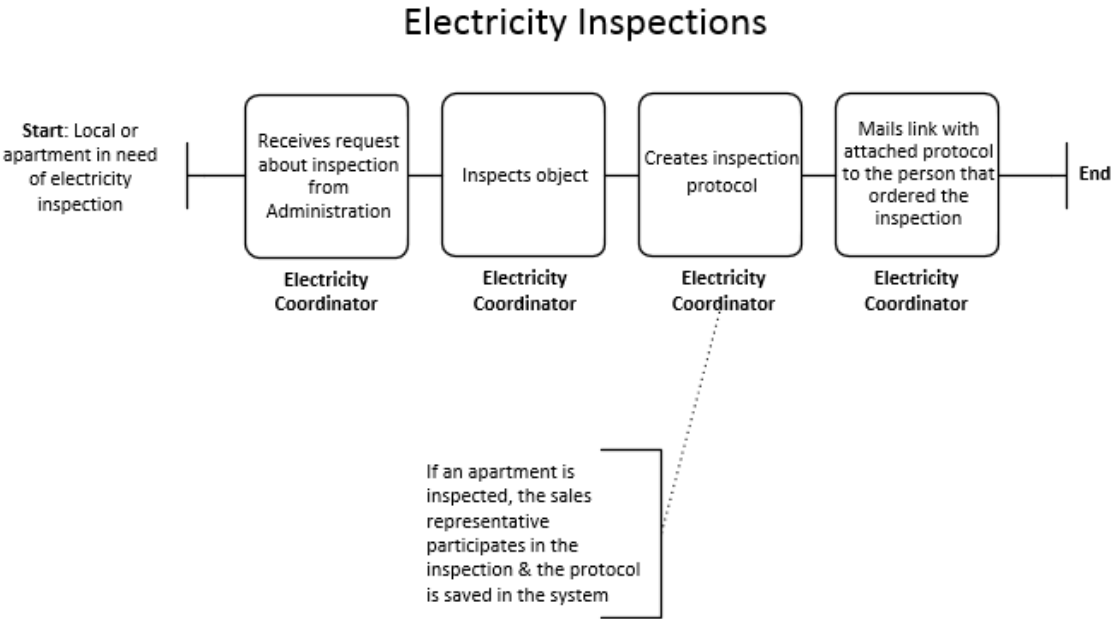 Electricity Inspections
Start: Local or
apartment in need
of electricity
inspection
Receives request
about inspection
from
Administration
Electricity
Coordinator
Inspects object
Electricity
Coordinator
Creates inspection
protocol
Electricity
Coordinator
Mails link with
attached protocol
to the person that
ordered the
inspection
Electricity
Coordinator
End
If an apartment is
inspected, the sales
representative
participates in the
inspection & the protocol
is saved in the system